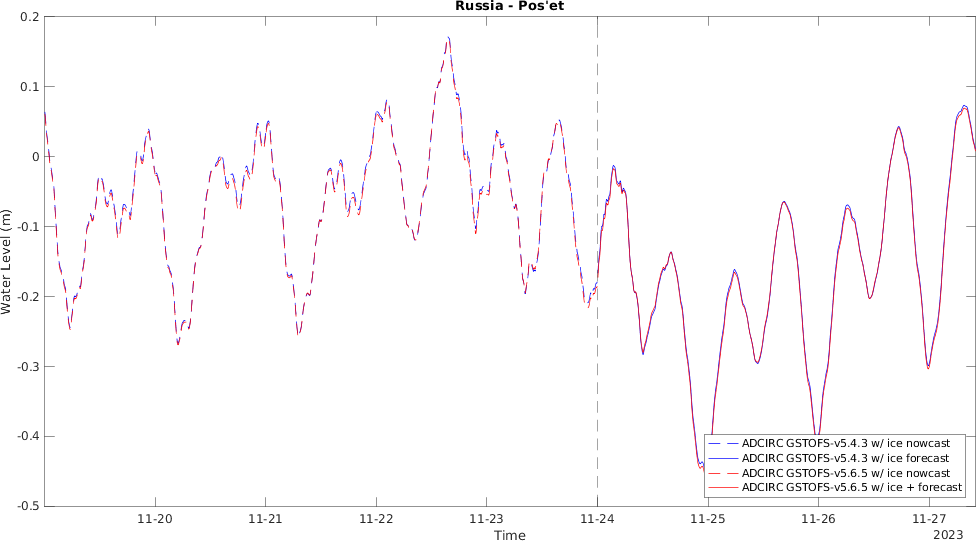 Russia - Pos'et
0.2
0.1
0
-0.1
-0.2
-0.3
-0.4
-0.5
Water Level (m)
ADCIRC GSTOFS-v5.4.3 w/ ice nowcast
ADCIRC GSTOFS-v5.4.3 w/ ice forecast
ADCIRC GSTOFS-v5.6.5 w/ ice nowcast
ADCIRC GSTOFS-v5.6.5 w/ ice + forecast
11-20
11-21
11-22
11-23
11-24
11-25
11-26
11-27
Time
2023